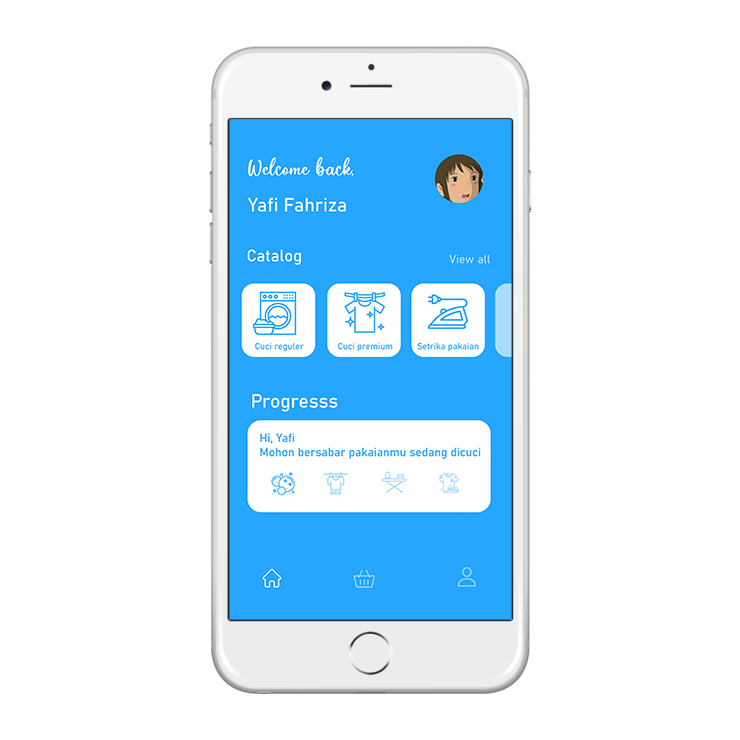 Welcome back,
Yafi Fahriza
Catalog
View all
Cuci reguler
Cuci premium
Setrika pakaian
Progresss
Hi, Yafi
Mohon bersabar pakaianmu sedang dicuci